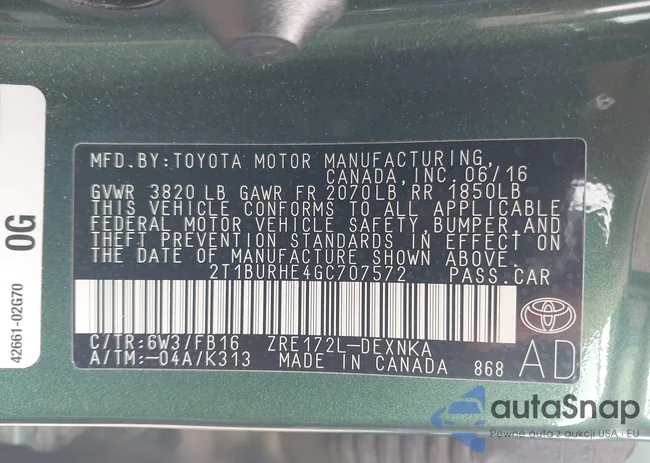 MFD.BY:TOYOTA MOTOR MANUFACTURING,
CANADA,INC.06/16
GVWR 3820 LB GAWR FR 2070LB RR 1850LB
THIS VEHICLE CONFORMS TO ALL APPLICABLE
FEDERAL MOTOR VEHICLE SAFETY,BUMPER,AND
THEFT PREVENTION STANDARDS IN EFFECT ON
THE DATE OF MANUFACTURE SHOWN ABOVE.
2T1BURHE4GC707572 PASS.CAR
C/TR:6W3/FB16 ZRE172L-DEXNKA
A/TM:-04A/K313 MADE IN CANADA 868 AD
42661-02G70 0G
autaSnap
Pewne auta z aukcji USA i EU